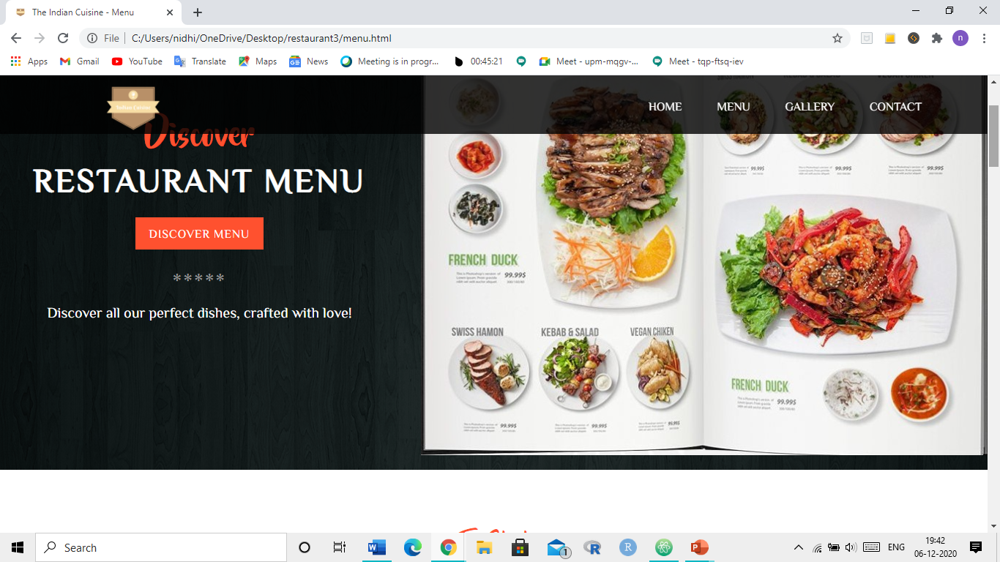 The Indian Cuisine - Menu
File
C:/Users/nidhi/OneDrive/Desktop/restaurant3/menu.html
n
Apps
Gmail
YouTube
Translate
Maps
News
Meeting is in progr...
00:45:21
Meet - upm-mqgv-...
Meet - tqp-ftsq-iev
Indian Cuisine
HOME
MENU
GALLERY
CONTACT
Discover
RESTAURANT MENU
DISCOVER MENU
*****
Discover all our perfect dishes, crafted with love!
99.99$
99.99$
99.99$
FRENCH DUCK
99.99$
SWISS HAMON
KEBAB & SALAD
VEGAN CHIKEN
99.99$
99.99$
99.99$
FRENCH DUCK
99.99$
Search
1
ENG
19:42
06-12-2020